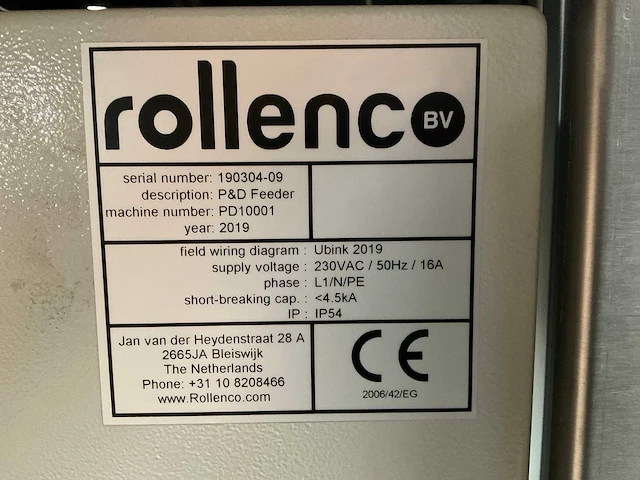 rollenco BV
serial number: 190304-09
description: P&D Feeder
machine number: PD10001
year: 2019
field wiring diagram : Ubink 2019
supply voltage : 230VAC / 50Hz / 16A
phase : L1/N/PE
short-breaking cap. : <4.5kA
IP : IP54
Jan van der Heydenstraat 28 A
2665JA Bleiswijk
The Netherlands
Phone: +31 10 8208466
www.Rollenco.com
CE
2006/42/EG